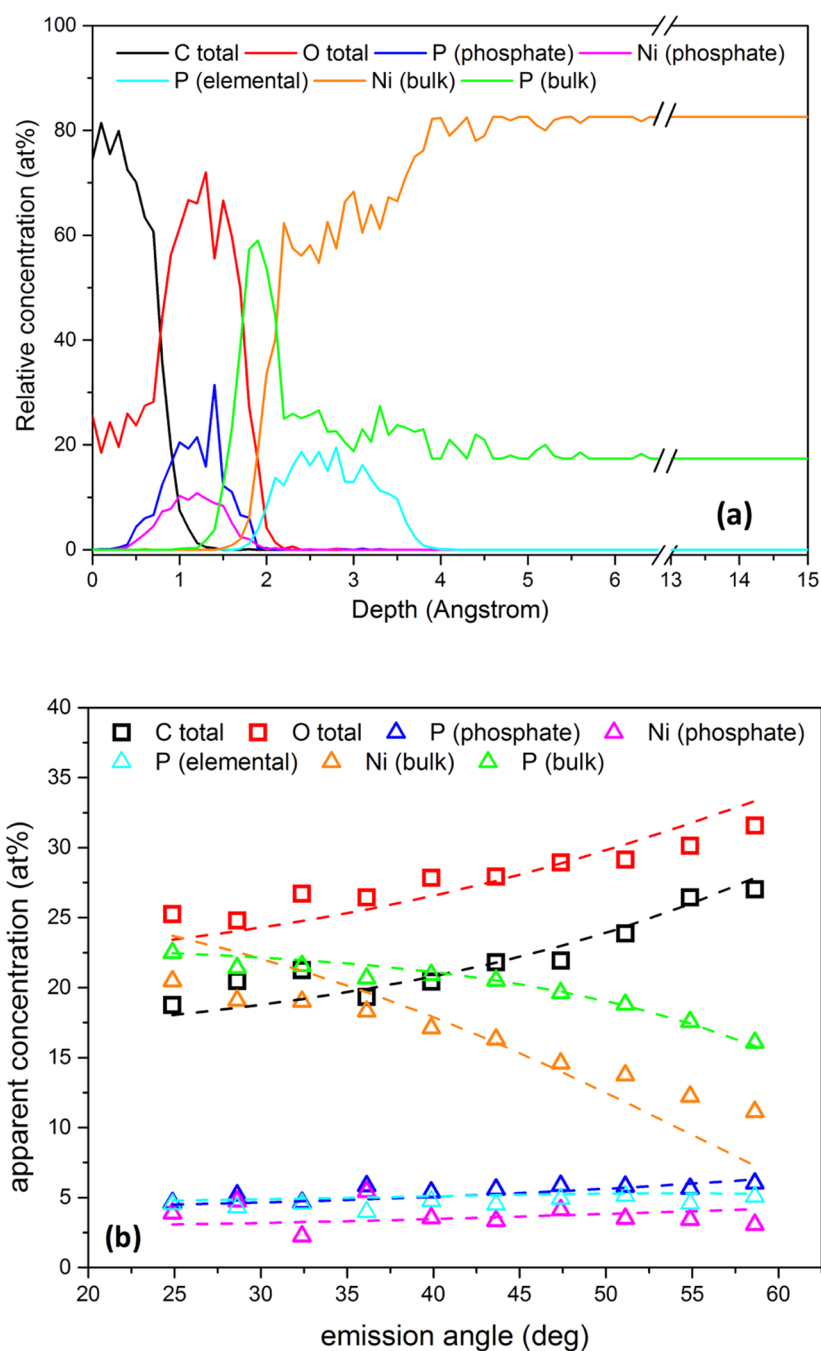 100
80
60
40
20
0
Relative concentration (at%)
C total O total P (phosphate) Ni (phosphate)
P (elemental) Ni (bulk) P (bulk)
(a)
0 1 2 3 4 5 6 13 14 15
Depth (Angstrom)
40
35
30
25
20
15
10
5
0
apparent concentration (at%)
C total O total P (phosphate) Ni (phosphate)
P (elemental) Ni (bulk) P (bulk)
(b)
20 25 30 35 40 45 50 55 60
emission angle (deg)